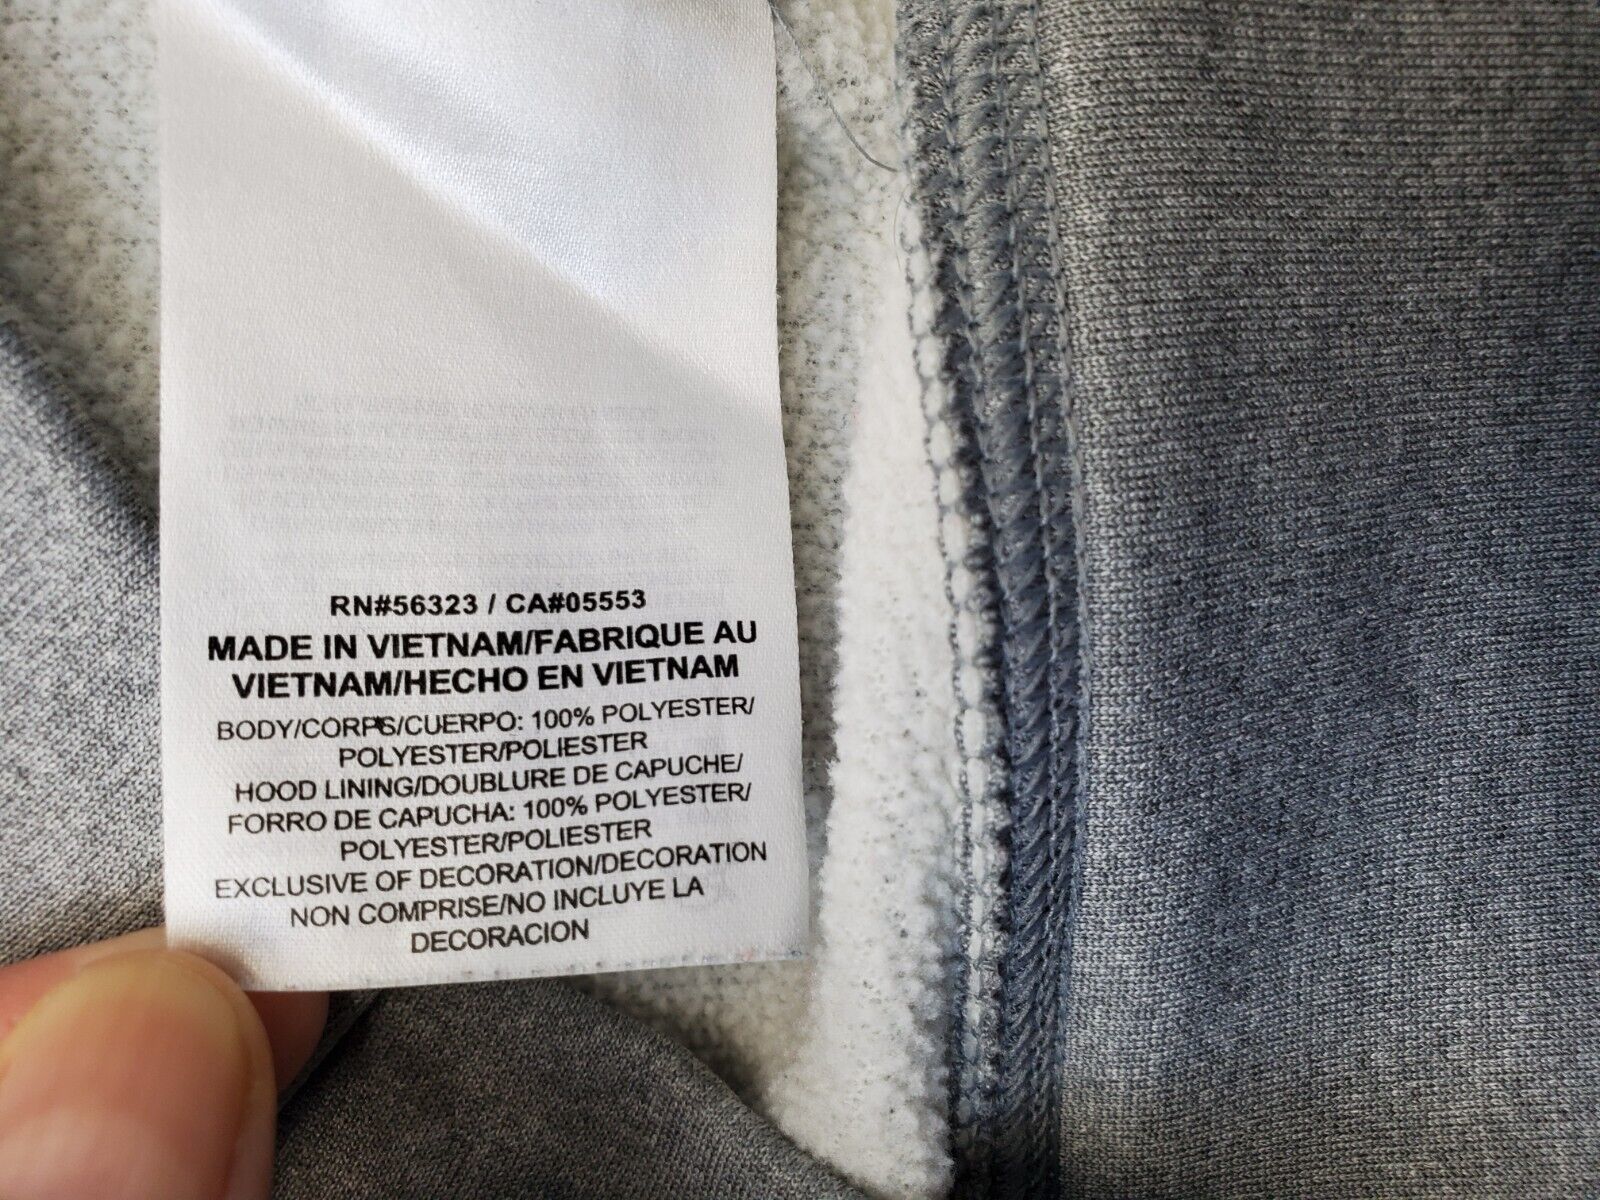 RN#56323 / CA#05553
MADE IN VIETNAM/FABRIQUE AU
VIETNAM/HECHO EN VIETNAM
BODY/CORPS/CUERPO: 100% POLYESTER/
POLYESTER/POLIESTER
HOOD LINING/DOUBLURE DE CAPUCHE/
FORRO DE CAPUCHA: 100% POLYESTER/
POLYESTER/POLIESTER
EXCLUSIVE OF DECORATION/DECORATION
NON COMPRISE/NO INCLUYE LA
DECORACION